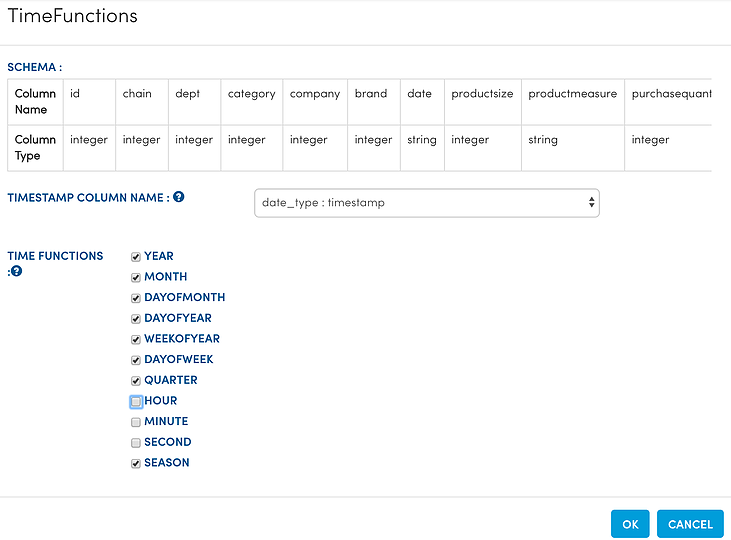 TimeFunctions
SCHEMA :
Column Name id chain dept category company brand date productsize productmeasure purchasequant
Column Type integer integer integer integer integer integer string integer string integer
TIMESTAMP COLUMN NAME : ?
date_type : timestamp
TIME FUNCTIONS : ?
YEAR
MONTH
DAYOFMONTH
DAYOFYEAR
WEEKOFYEAR
DAYOFWEEK
QUARTER
HOUR
MINUTE
SECOND
SEASON
OK CANCEL